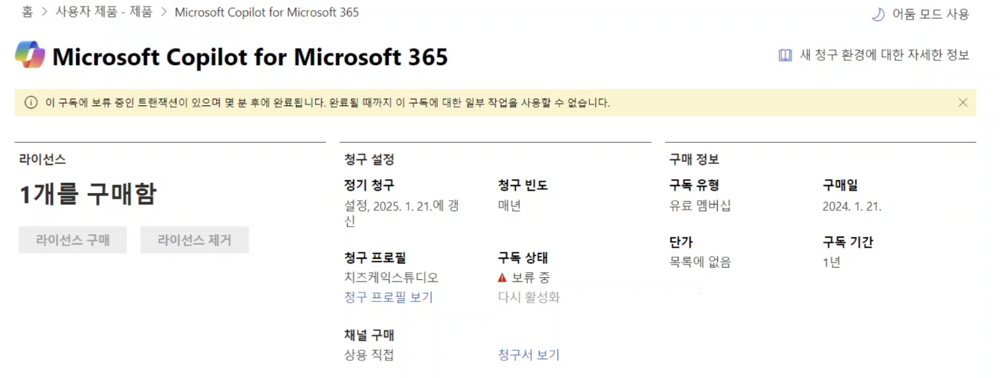 홈 > 사용자 제품 - 제품 > Microsoft Copilot for Microsoft 365
어둠 모드 사용
Microsoft Copilot for Microsoft 365
새 청구 환경에 대한 자세한 정보
이 구독에 보류 중인 트랜잭션이 있으며 몇 분 후에 완료됩니다. 완료될 때까지 이 구독에 대한 일부 작업을 사용할 수 없습니다.
라이선스
1개를 구매함
라이선스 구매
라이선스 제거
청구 설정
정기 청구
설정, 2025. 1. 21.에 갱
신
청구 빈도
매년
청구 프로필
치즈케익스튜디오
청구 프로필 보기
구독 상태
보류 중
다시 활성화
채널 구매
상용 직접
청구서 보기
구매 정보
구독 유형
유료 멤버십
구매일
2024. 1. 21.
단가
목록에 없음
구독 기간
1년